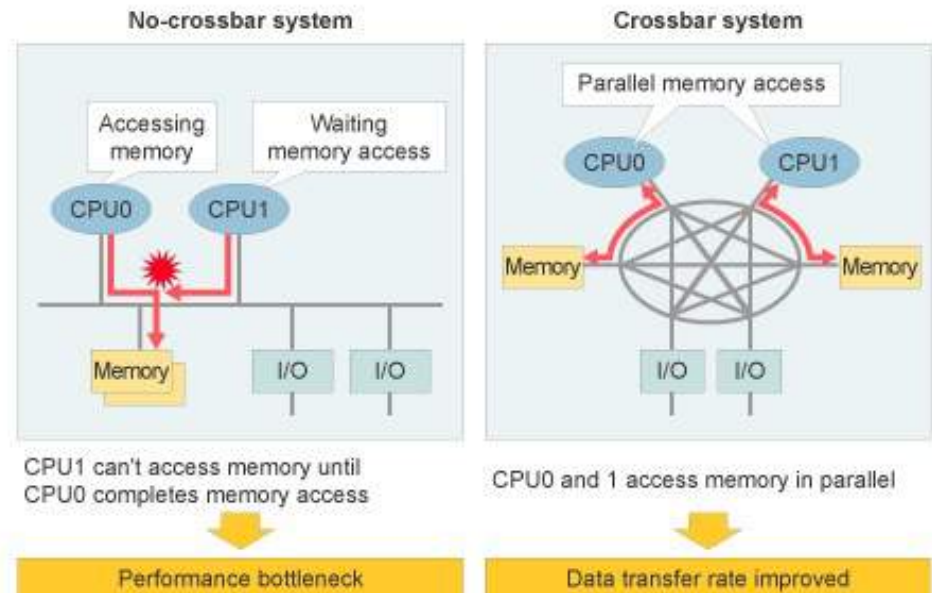 No-crossbar system
Accessing
memory
Waiting
memory access
CPU0
CPU1
Memory
I/O
I/O
CPU1 can't access memory until
CPU0 completes memory access
Performance bottleneck
Crossbar system
Parallel memory access
CPU0
CPU1
Memory
Memory
I/O
I/O
CPU0 and 1 access memory in parallel
Data transfer rate improved